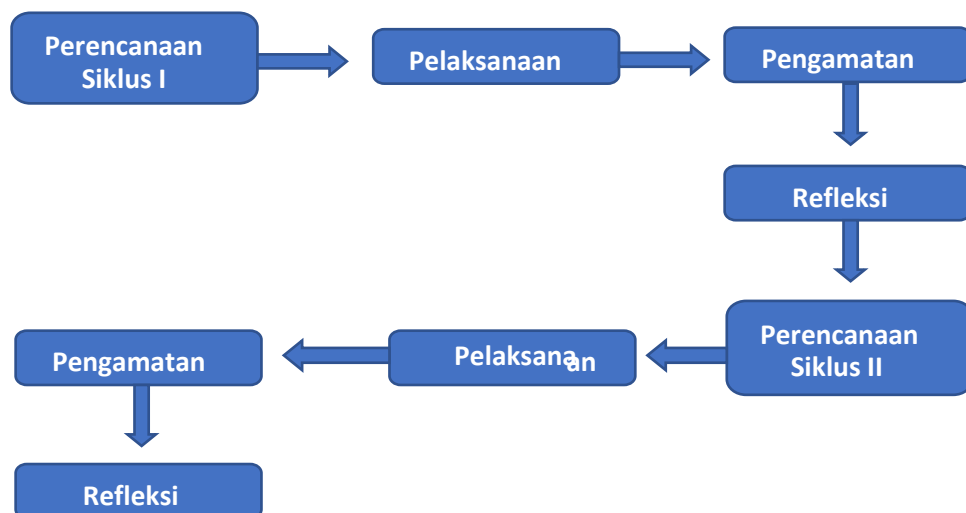 Perencanaan
Siklus I
Pelaksanaan
Pengamatan
Refleksi
Perencanaan
Siklus II
Pelaksanaan
Pengamatan
Refleksi